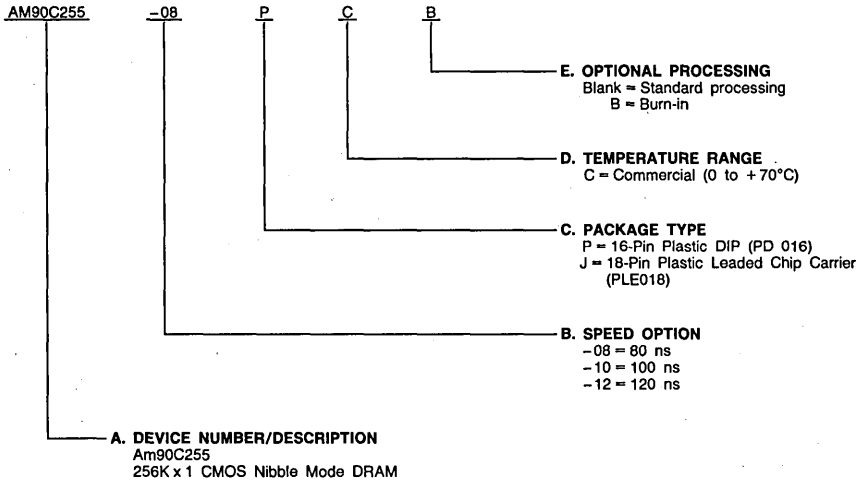 AM90C255 -08 P C B
E. OPTIONAL PROCESSING
Blank = Standard processing
B = Burn-in
D. TEMPERATURE RANGE
C = Commercial (0 to +70°C)
C. PACKAGE TYPE
P = 16-Pin Plastic DIP (PD 016)
J = 18-Pin Plastic Leaded Chip Carrier
(PLE018)
B. SPEED OPTION
-08 = 80 ns
-10 = 100 ns
-12 = 120 ns
A. DEVICE NUMBER/DESCRIPTION
Am90C255
256K x 1 CMOS Nibble Mode DRAM